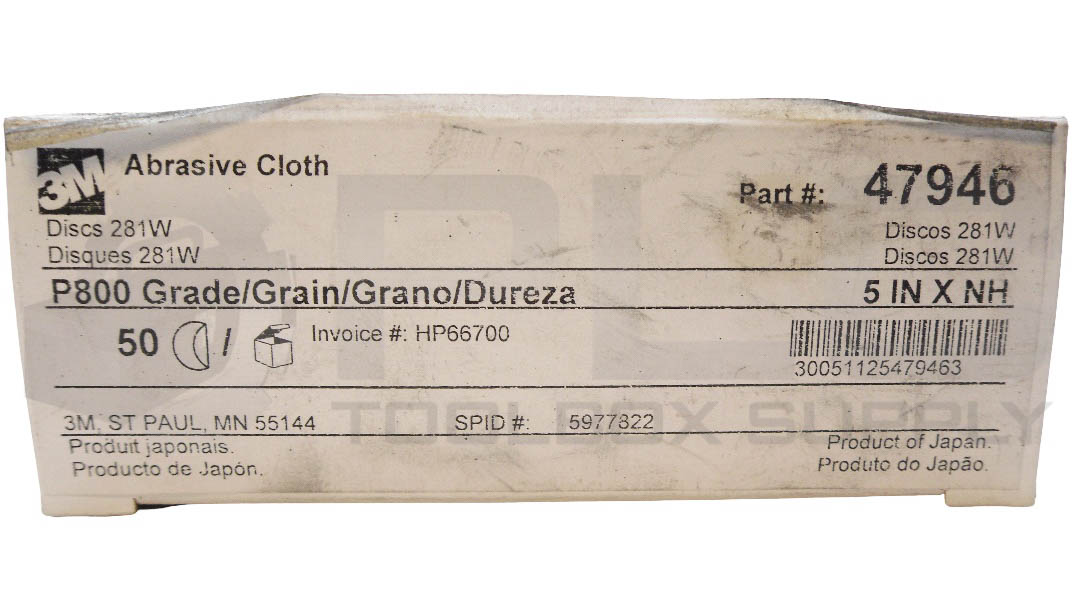 3M Abrasive Cloth
Part #: 47946
Discs 281W
Discos 281W
Disques 281W
Discos 281W
P800 Grade/Grain/Grano/Dureza
5 IN X NH
50 /
Invoice #: HP66700
30051125479463
3M, ST PAUL, MN 55144
SPID #: 5977822
Produit japonais.
Product of Japan.
Producto de Japón.
Produto do Japão.
PLC
TOOLBOX SUPPLY